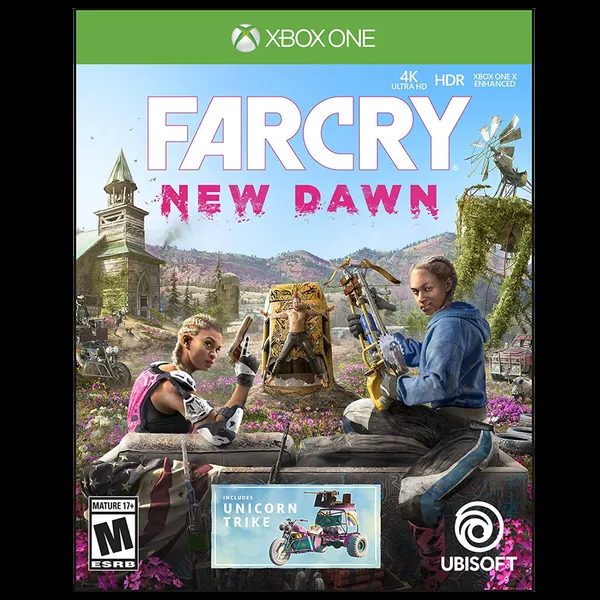 XBOX ONE
4K
ULTRA HD
HDR
XBOX ONE X
ENHANCED
FARCRY®
NEW DAWN
INCLUDES
UNICORN
TRIKE
MATURE 17+
M
ESRB
UBISOFT